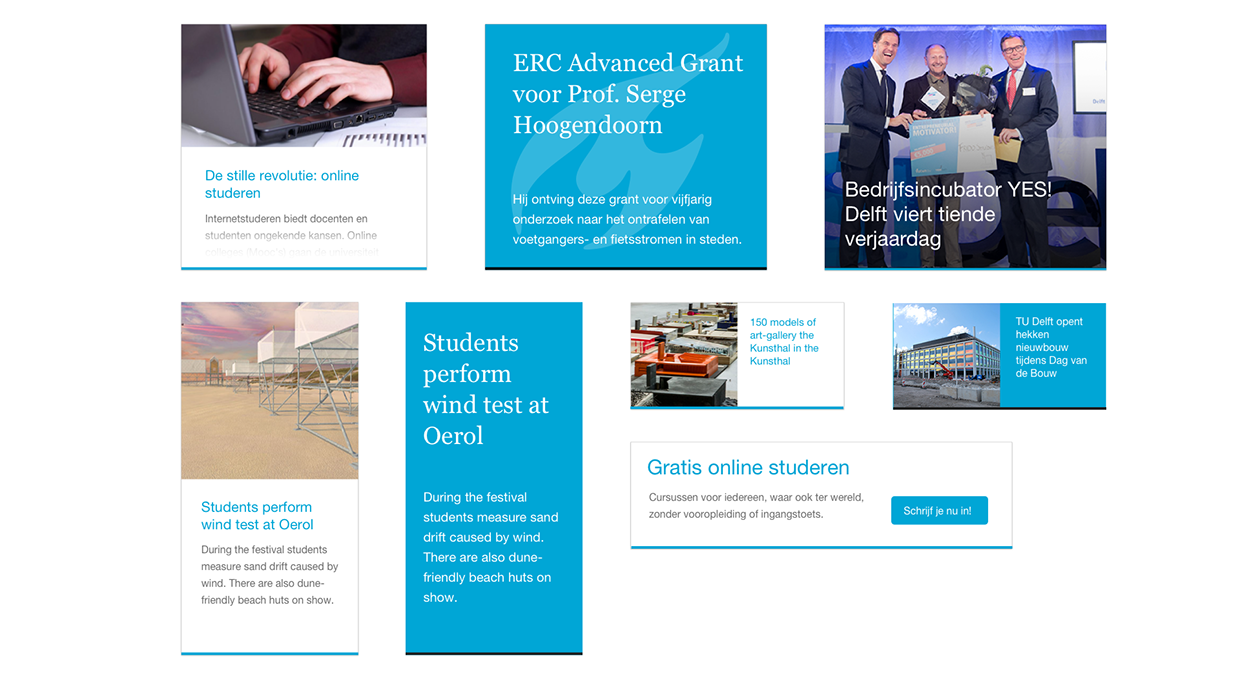 De stille revolutie: online
studeren
Internetstuderen biedt docenten en
studenten ongekende kansen. Online
ERC Advanced Grant
voor Prof. Serge
Hoogendoorn
Hij ontving deze grant voor vijfjarig
onderzoek naar het ontrafelen van
voetgangers- en fietsstromen in steden.
MOTIVATOR!
Bedrijfsincubator YES!
Delft viert tiende
verjaardag
Students perform
wind test at Oerol
During the festival students
measure sand drift caused by
wind. There are also dune-
friendly beach huts on show.
Students
perform
wind test at
Oerol
During the festival
students measure sand
drift caused by wind.
There are also dune-
friendly beach huts on
show.
150 models of
art-gallery the
Kunsthal in the
Kunsthal
TU Delft opent
hekken
nieuwbouw
tijdens Dag van
de Bouw
Gratis online studeren
Cursussen voor iedereen, waar ook ter wereld,
zonder vooropleiding of ingangstoets.
Schrijf je nu in!